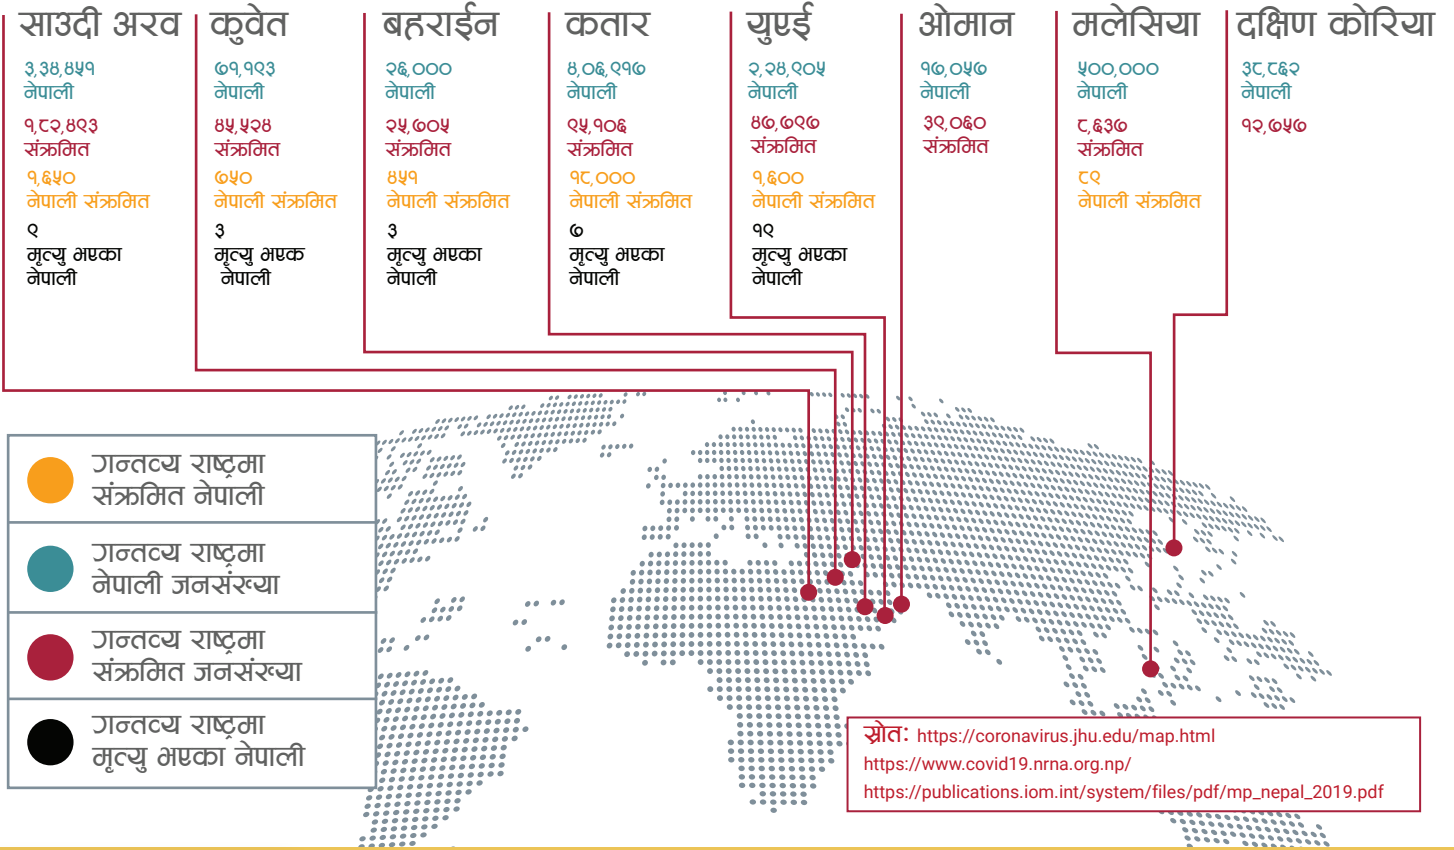 साउदी अरव
३,३४,४५१
नेपाली
१,८२,४९३
संक्रमित
१,६५०
नेपाली संक्रमित
९
मृत्यु भएका
नेपाली
कुवेत
७१,१९३
नेपाली
४५,५२४
संक्रमित
७५०
नेपाली संक्रमित
३
मृत्यु भएक
नेपाली
बहराईन
२६,०००
नेपाली
२५,७०५
संक्रमित
४५१
नेपाली संक्रमित
३
मृत्यु भएका
नेपाली
कतार
४,०६,९१७
नेपाली
९५,१०६
संक्रमित
१८,०००
नेपाली संक्रमित
७
मृत्यु भएका
नेपाली
युएई
२,२४,९०५
नेपाली
४७,७९७
संक्रमित
१,६००
नेपाली संक्रमित
१९
मृत्यु भएका
नेपाली
ओमान
१७,०५७
नेपाली
३९,०६०
संक्रमित
मलेसिया
५००,०००
नेपाली
८,६३७
संक्रमित
८९
नेपाली संक्रमित
दक्षिण कोरिया
३८,८६२
नेपाली
१२,७५७
गन्तव्य राष्ट्रमा
संक्रमित नेपाली
गन्तव्य राष्ट्रमा
नेपाली जनसंख्या
गन्तव्य राष्ट्रमा
संक्रमित जनसंख्या
गन्तव्य राष्ट्रमा
मृत्यु भएका नेपाली
स्रोत: https://coronavirus.jhu.edu/map.html
https://www.covid19.nrna.org.np/
https://publications.iom.int/system/files/pdf/mp_nepal_2019.pdf